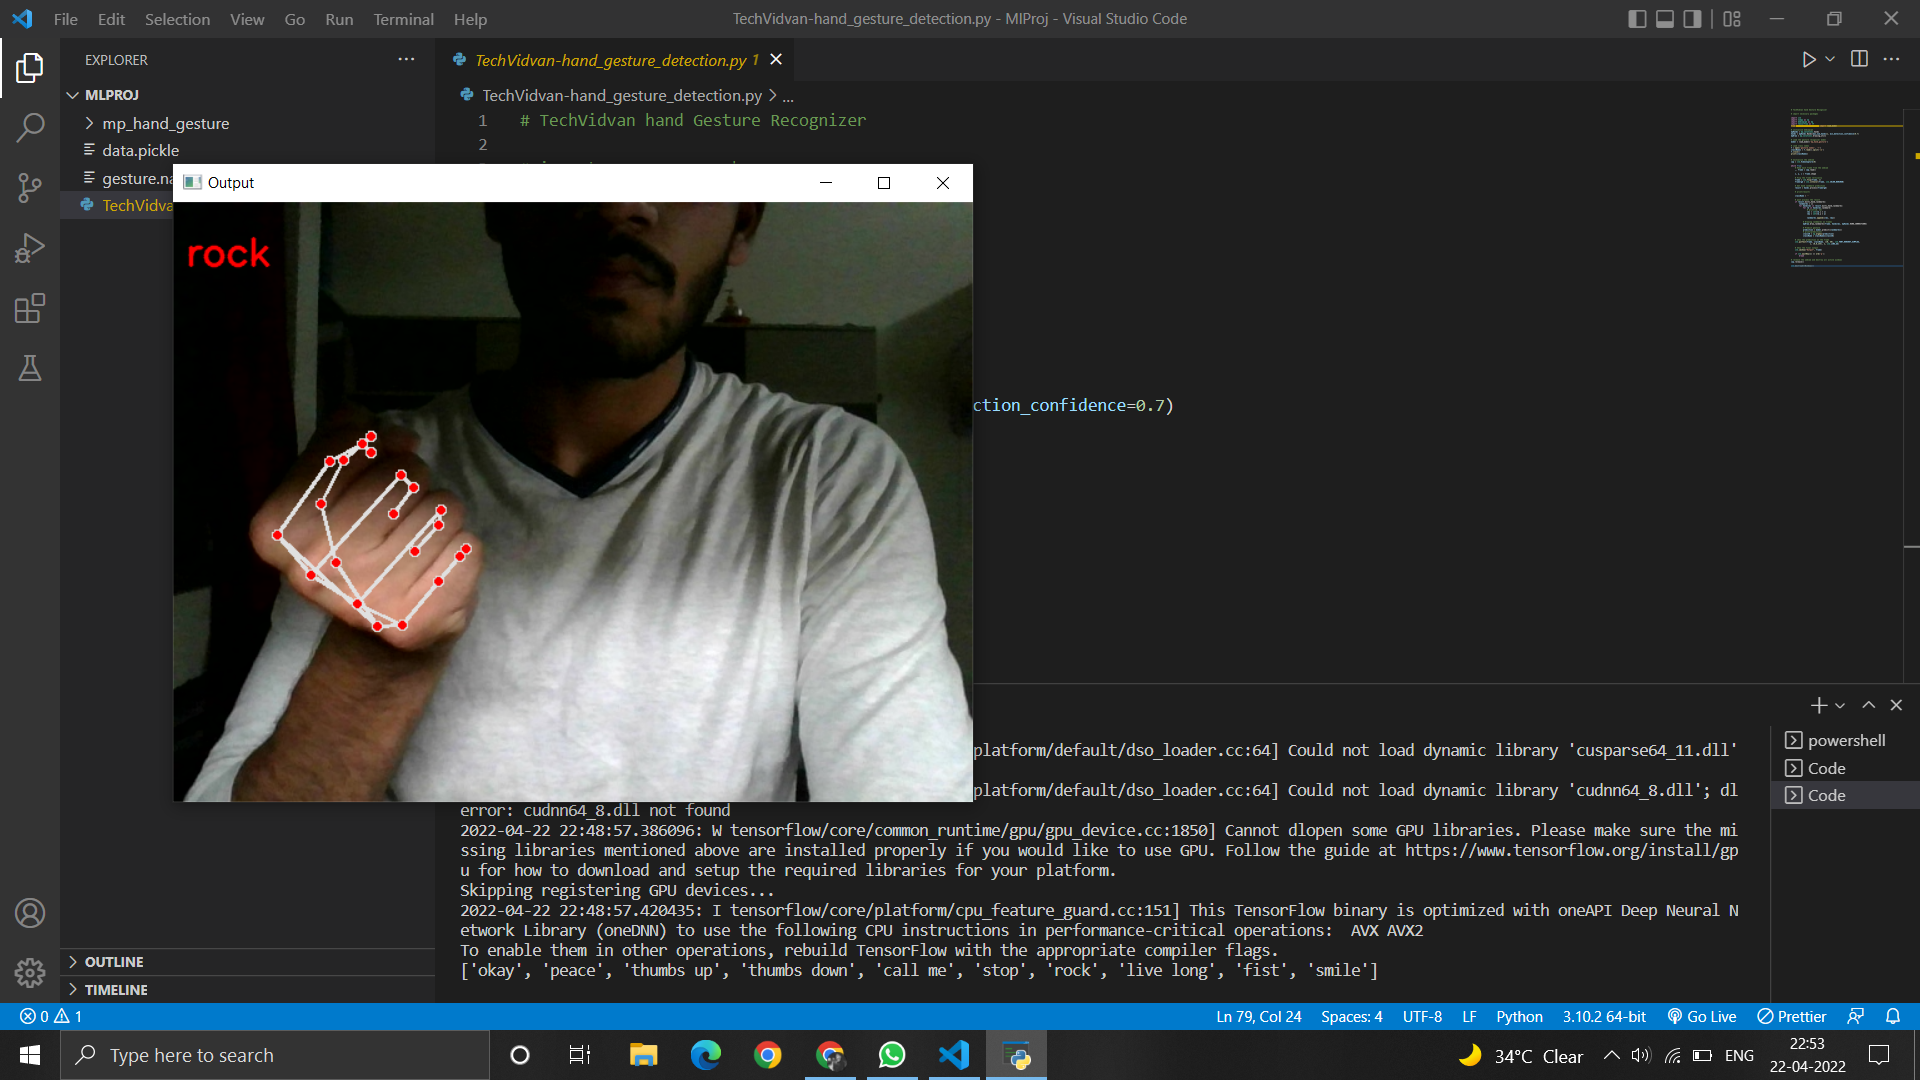 File Edit Selection View Go Run Terminal Help
TechVidvan-hand_gesture_detection.py - MlProj - Visual Studio Code
EXPLORER
MLPROJ
mp_hand_gesture
data.pickle
gesture.na
TechVidva
TechVidvan-hand_gesture_detection.py 1
TechVidvan-hand_gesture_detection.py > ...
1 # TechVidvan hand Gesture Recognizer
2
Output
rock
ction_confidence=0.7)
platform/default/dso_loader.cc:64] Could not load dynamic library 'cusparse64_11.dll'
platform/default/dso_loader.cc:64] Could not load dynamic library 'cudnn64_8.dll'; dl
error: cudnn64_8.dll not found
2022-04-22 22:48:57.386096: W tensorflow/core/common_runtime/gpu/gpu_device.cc:1850] Cannot dlopen some GPU libraries. Please make sure the mi
ssing libraries mentioned above are installed properly if you would like to use GPU. Follow the guide at https://www.tensorflow.org/install/gp
u for how to download and setup the required libraries for your platform.
Skipping registering GPU devices...
2022-04-22 22:48:57.420435: I tensorflow/core/platform/cpu_feature_guard.cc:151] This TensorFlow binary is optimized with oneAPI Deep Neural N
etwork Library (oneDNN) to use the following CPU instructions in performance-critical operations:  AVX AVX2
To enable them in other operations, rebuild TensorFlow with the appropriate compiler flags.
['okay', 'peace', 'thumbs up', 'thumbs down', 'call me', 'stop', 'rock', 'live long', 'fist', 'smile']
powershell
Code
Code
OUTLINE
TIMELINE
0 1
Ln 79, Col 24 Spaces: 4 UTF-8 LF Python 3.10.2 64-bit Go Live Prettier
Type here to search
34°C Clear
ENG
22:53
22-04-2022